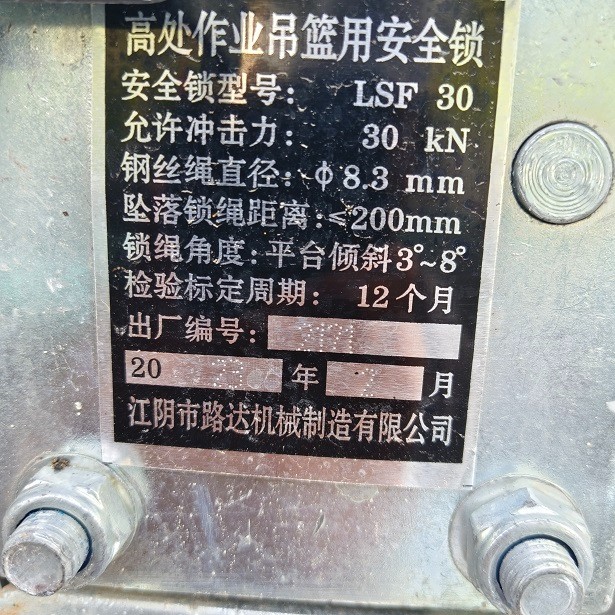 高处作业吊篮用安全锁
安全锁型号: LSF 30
允许冲击力: 30 kN
钢丝绳直径: ф8.3 mm
坠落锁绳距离: ≤200mm
锁绳角度: 平台倾斜3°~8°
检验标定周期: 12个月
出厂编号:
20 年 月
江阴市路达机械制造有限公司